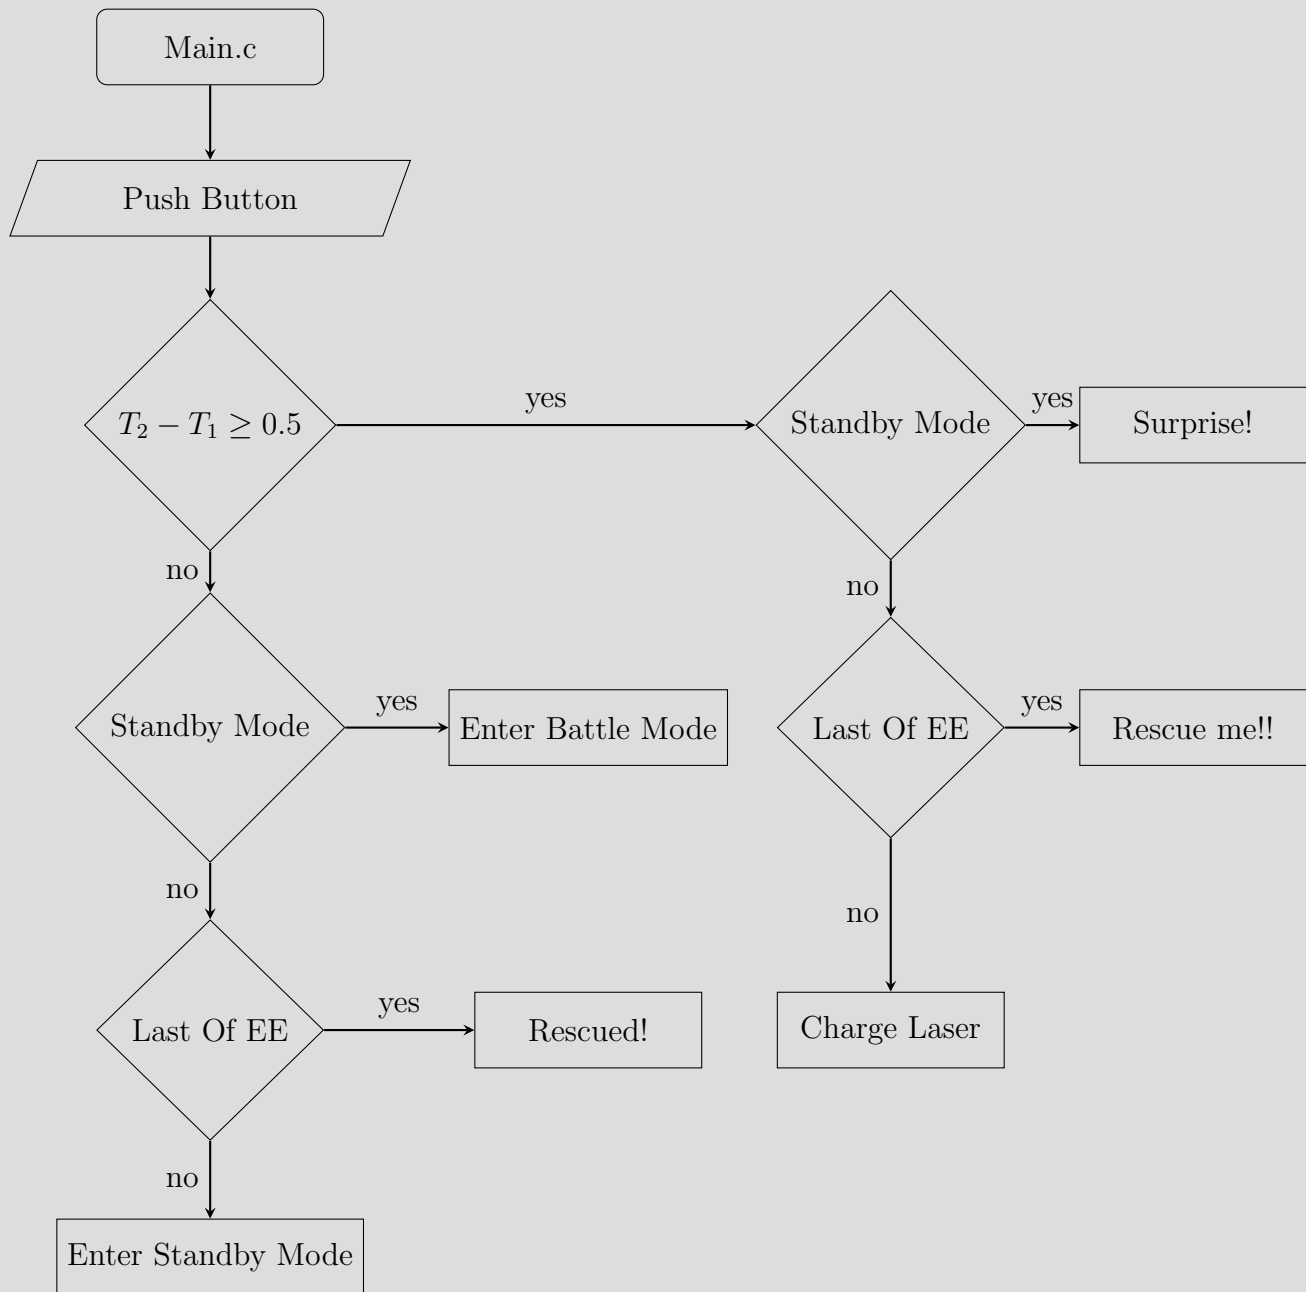 Main.c
Push Button
T₂ − T₁ ≥ 0.5
yes
Standby Mode
yes
Surprise!
no
no
Standby Mode
yes
Enter Battle Mode
Last Of EE
yes
Rescue me!!
no
no
Last Of EE
yes
Rescued!
Charge Laser
no
Enter Standby Mode